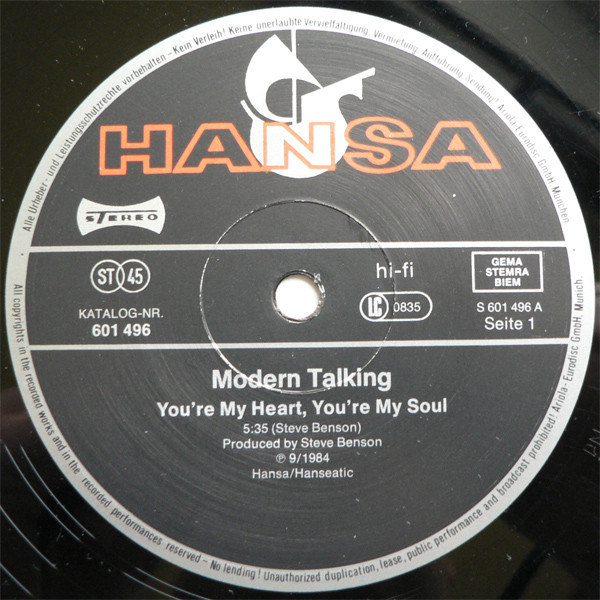 Alle Urheber- und Leistungsschutzrechte vorbehalten - Kein Verleih! Keine unerlaubte Vervielfältigung, Vermietung, Aufführung, Sendung! Ariola-Eurodisc GmbH, München.
HANSA
STEREO
ST 45
KATALOG-NR.
601 496
hi-fi
LC 0835
GEMA
STEMRA
BIEM
S 601 496 A
Seite 1
Modern Talking
You're My Heart, You're My Soul
5:35 (Steve Benson)
Produced by Steve Benson
℗ 9/1984
Hansa/Hanseatic
All copyrights in the recorded works and in the recorded performances reserved - No lending! Unauthorized duplication, lease, public performance and broadcast prohibited! Ariola-Eurodisc GmbH, Munich.